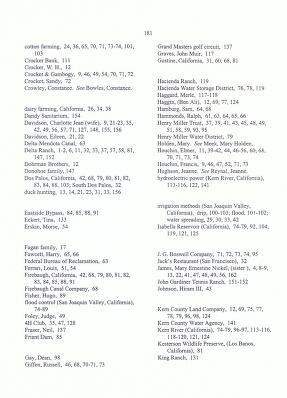 181
cotton farming, 24, 36, 65, 70, 71, 73-74, 101,
103
Crocker Bank, 111
Crocker, W. H., 12
Crocker & Gambogy, 9, 46, 49, 54, 70, 71, 72
Crocket, Sandy, 72
Crowley, Constance. See Bowles, Constance.
dairy farming, California, 26, 34, 38
Dandy Sanitarium, 154
Davidson, Charlotte Jean (wife), 9, 21-23, 35,
42, 49, 56, 57, 71, 127, 148, 155, 156
Davidson, Eileen, 21, 22
Delta-Mendota Canal, 63
Delta Ranch, 1-2, 6, 11, 32, 33, 37, 57, 58, 81,
147, 152
Dohrman Brothers, 12
Donohoe family, 147
Dos Palos, California, 42, 68, 79, 80, 81, 82,
83, 84, 88, 103; South Dos Palos, 32
duck hunting, 13, 14, 21, 23, 31, 33, 156
Eastside Bypass, 84, 85, 88, 91
Eckert, Tina, 133
Erskine, Morse, 54
Fagan family, 17
Fawcett, Harry, 65, 66
Federal Bureau of Reclamation, 63
Ferrari, Louis, 51, 54
Firebaugh, California, 42, 68, 79, 80, 81, 82,
83, 84, 85, 88, 91
Firebaugh Canal Company, 68
Fisher, Hugo, 89
flood control (San Joaquin Valley, California),
74-89
Foley, Judge, 49
4H Club, 35, 47, 128
Fraser, Neil, 137
Friant Dam, 85
Gay, Dean, 98
Giffen, Russell, 46, 68, 70-71, 73
Grand Masters golf circuit, 137
Graves, John Muir, 117
Gustine, California, 31, 60, 68, 81
Hacienda Ranch, 119
Hacienda Water Storage District, 76, 78, 119
Haggard, Merle, 117-118
Haggin, (Ben Ali), 12, 69, 77, 124
Hamburg, Sam, 64, 68
Hammonds, Ralph, 61, 63, 64, 65, 66
Henry Miller Trust, 37, 39, 41, 43, 45, 48, 49,
51, 58, 59, 93, 95
Henry Miller Water District, 79
Holden, Mary. See Meek, Mary Holden.
Houchin, Elmer, 11, 39-42, 44, 46-56, 60, 68,
70, 71, 73, 74
Houchin, Francis, 9, 46, 47, 52, 71, 73
Hughson, Jeanne. See Reynal, Jeanne.
hydroelectric power (Kern River, California),
113-116, 122, 141
irrigation methods (San Joaquin Valley,
California), drip, 100-102; flood, 101-102;
water spreading, 29, 30, 33, 43
Isabella Reservoir (California), 74-79, 92, 104,
119, 121, 125
J. G. Boswell Company, 71, 72, 73, 74, 95
Jack's Restaurant (San Francisco), 32
James, Mary Ernestine Nickel, (sister ), 4, 8-9,
13, 22, 41, 47, 48, 49, 56, 162
John Gardiner Tennis Ranch, 151-152
Johnson, Hiram III, 43
Kern County Land Company, 12, 69, 75, 77,
78, 79, 96, 98, 124
Kern County Water Agency, 141
Kern River (California), 74-79, 96-97, 113-116,
118-120, 121, 124
Kesterson Wildlife Preserve, (Los Banos,
California), 81
King Ranch, 131